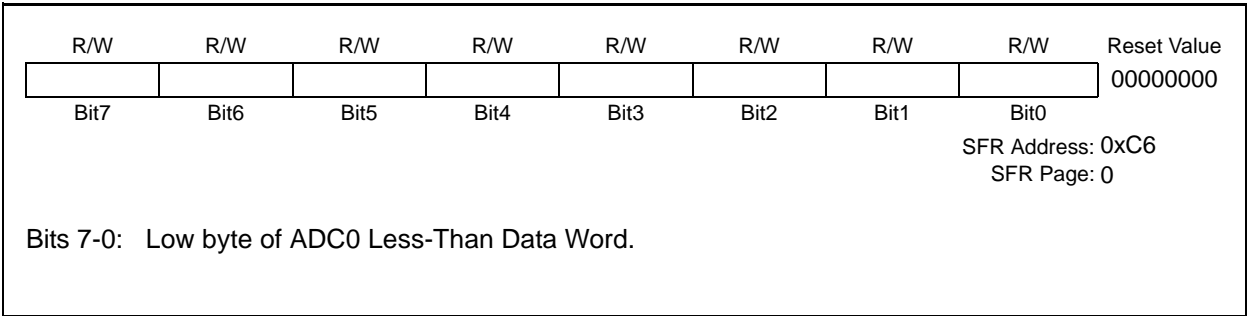 R/W R/W R/W R/W R/W R/W R/W R/W Reset Value
00000000
Bit7 Bit6 Bit5 Bit4 Bit3 Bit2 Bit1 Bit0
SFR Address: 0xC6
SFR Page: 0
Bits 7-0: Low byte of ADC0 Less-Than Data Word.